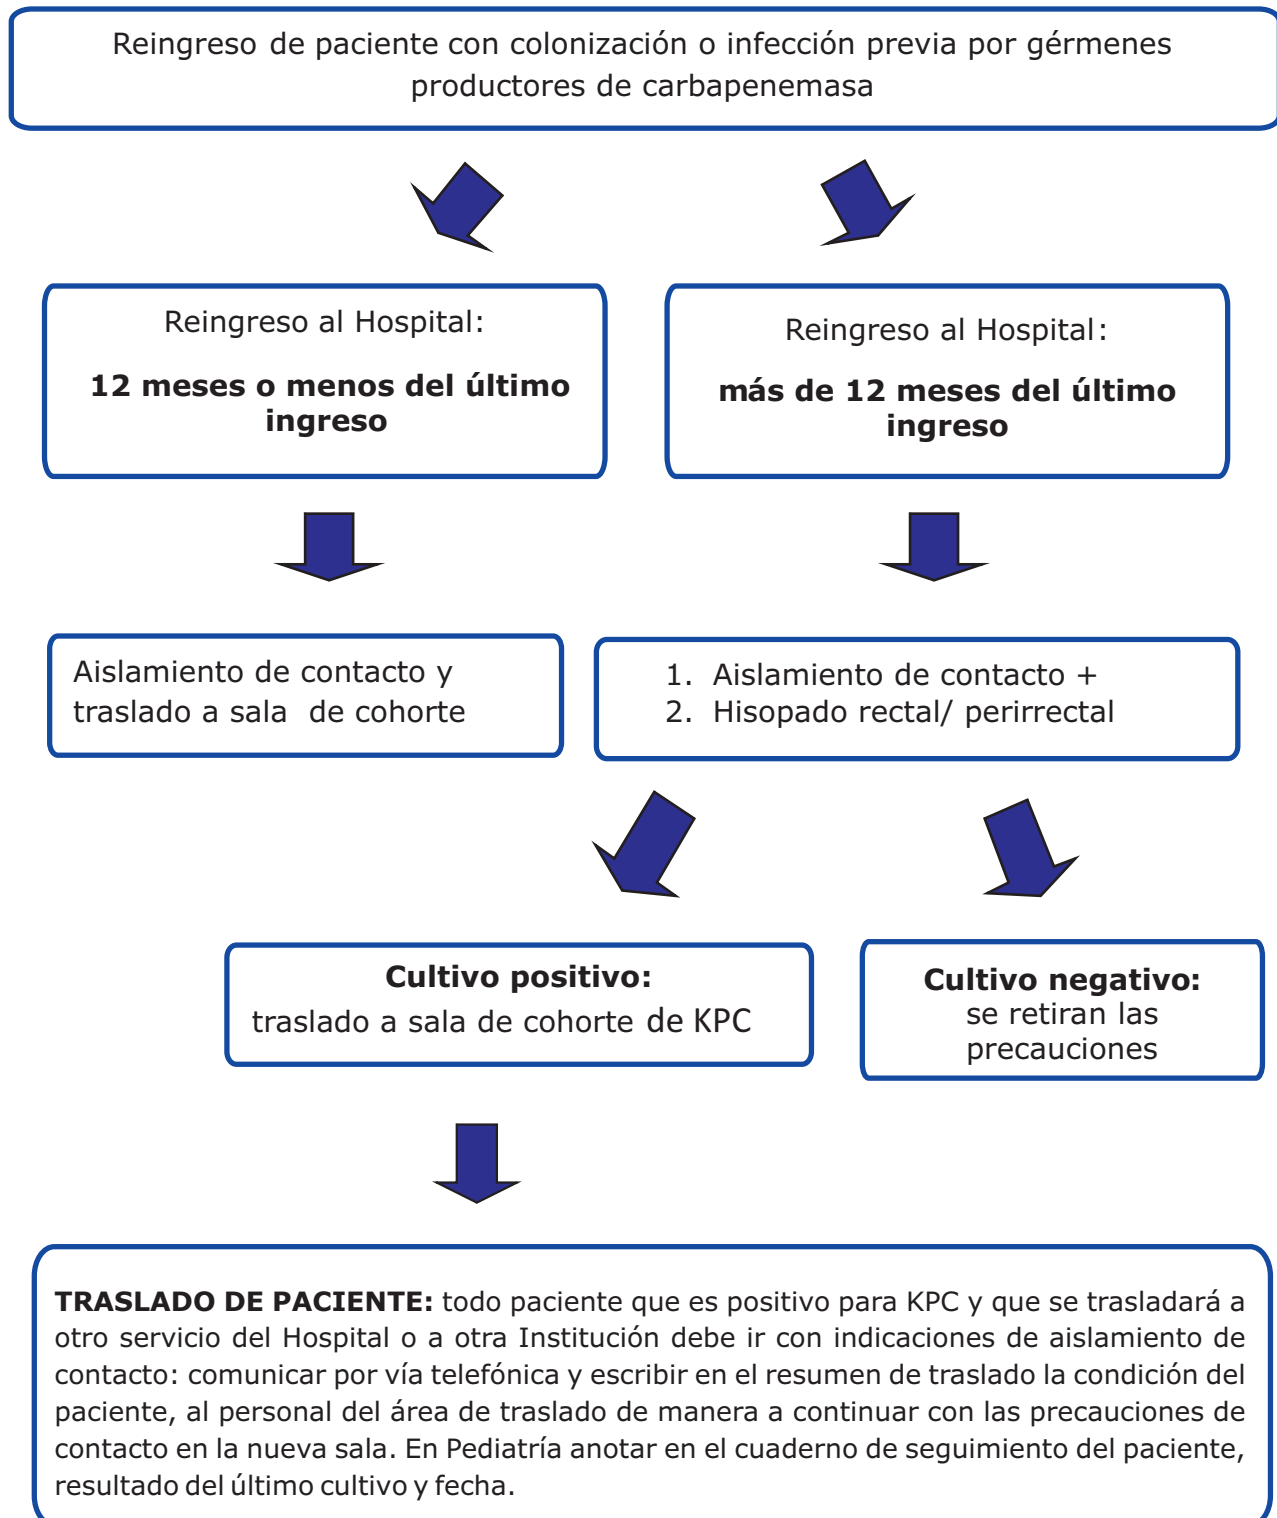 Reingreso de paciente con colonización o infección previa por gérmenes
productores de carbapenemasa
Reingreso al Hospital:
12 meses o menos del último
ingreso
Reingreso al Hospital:
más de 12 meses del último
ingreso
Aislamiento de contacto y
traslado a sala de cohorte
1. Aislamiento de contacto +
2. Hisopado rectal/ perirrectal
Cultivo positivo:
traslado a sala de cohorte de KPC
Cultivo negativo:
se retiran las
precauciones
TRASLADO DE PACIENTE: todo paciente que es positivo para KPC y que se trasladará a
otro servicio del Hospital o a otra Institución debe ir con indicaciones de aislamiento de
contacto: comunicar por vía telefónica y escribir en el resumen de traslado la condición del
paciente, al personal del área de traslado de manera a continuar con las precauciones de
contacto en la nueva sala. En Pediatría anotar en el cuaderno de seguimiento del paciente,
resultado del último cultivo y fecha.